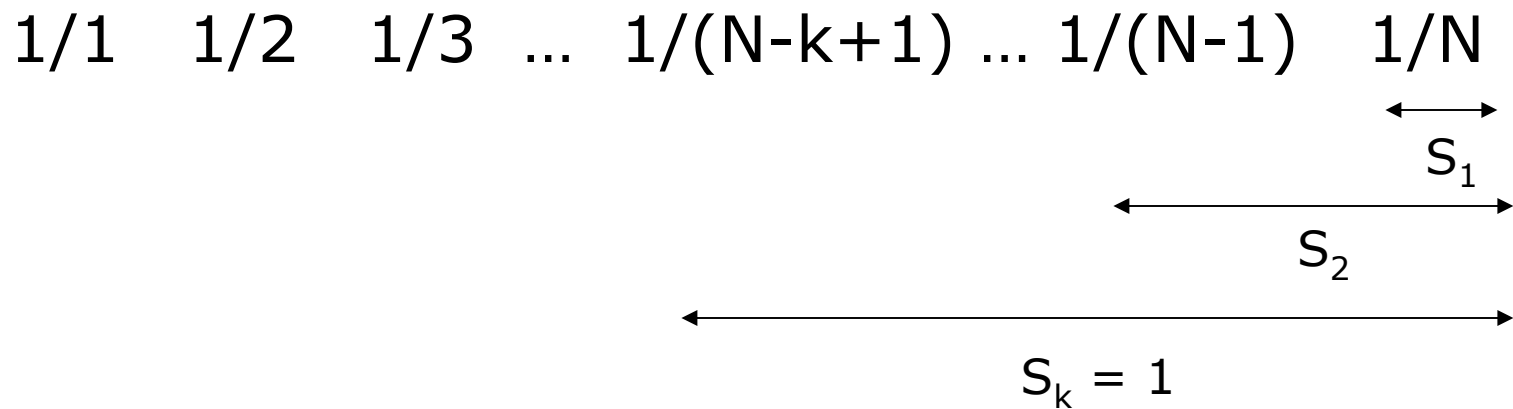 1/1 1/2 1/3 … 1/(N-k+1) … 1/(N-1) 1/N
S₁
S₂
Sₖ = 1